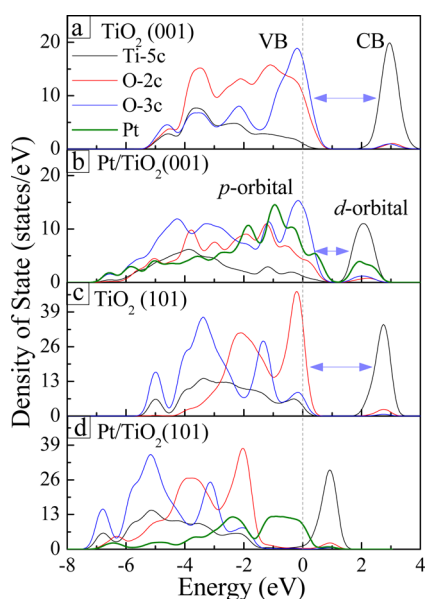 a TiO2 (001) VB CB
Ti-5c
O-2c
O-3c
Pt
20
10
0
b Pt/TiO2(001)
p-orbital
d-orbital
20
10
0
c TiO2 (101)
39
26
13
0
d Pt/TiO2(101)
39
26
13
0
-8 -6 -4 -2 0 2 4
Energy (eV)
Density of State (states/eV)